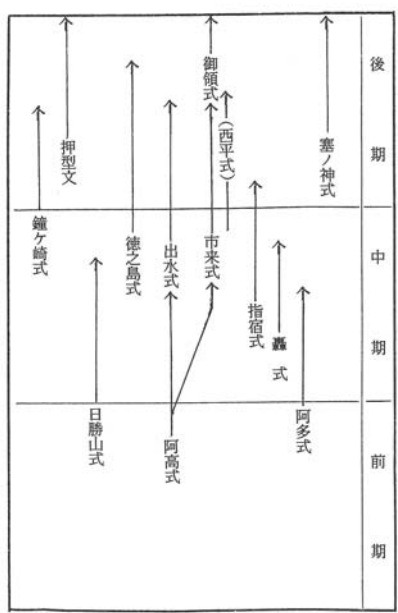 後期
中期
前期
塞ノ神式
阿多式
轟式
指宿式
(西平式)
御領式
市来式
出水式
阿高式
徳之島式
日勝山式
押型文
鐘ヶ崎式